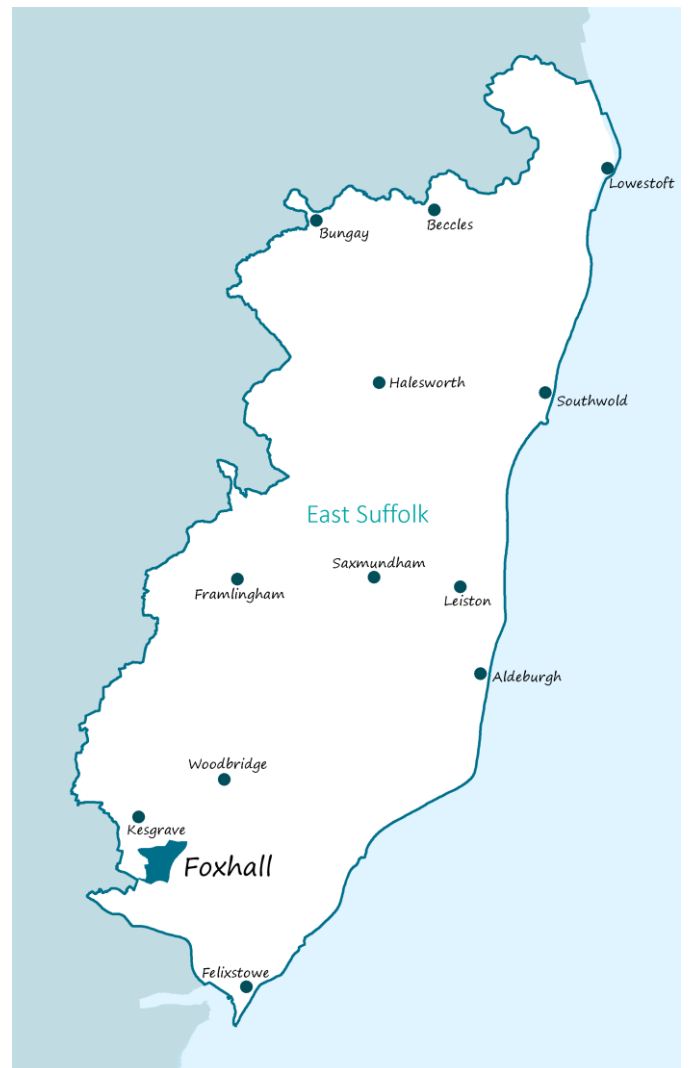 Lowestoft
Beccles
Bungay
Halesworth
Southwold
East Suffolk
Saxmundham
Framlingham
Leiston
Aldeburgh
Woodbridge
Kesgrave
Foxhall
Felixstowe